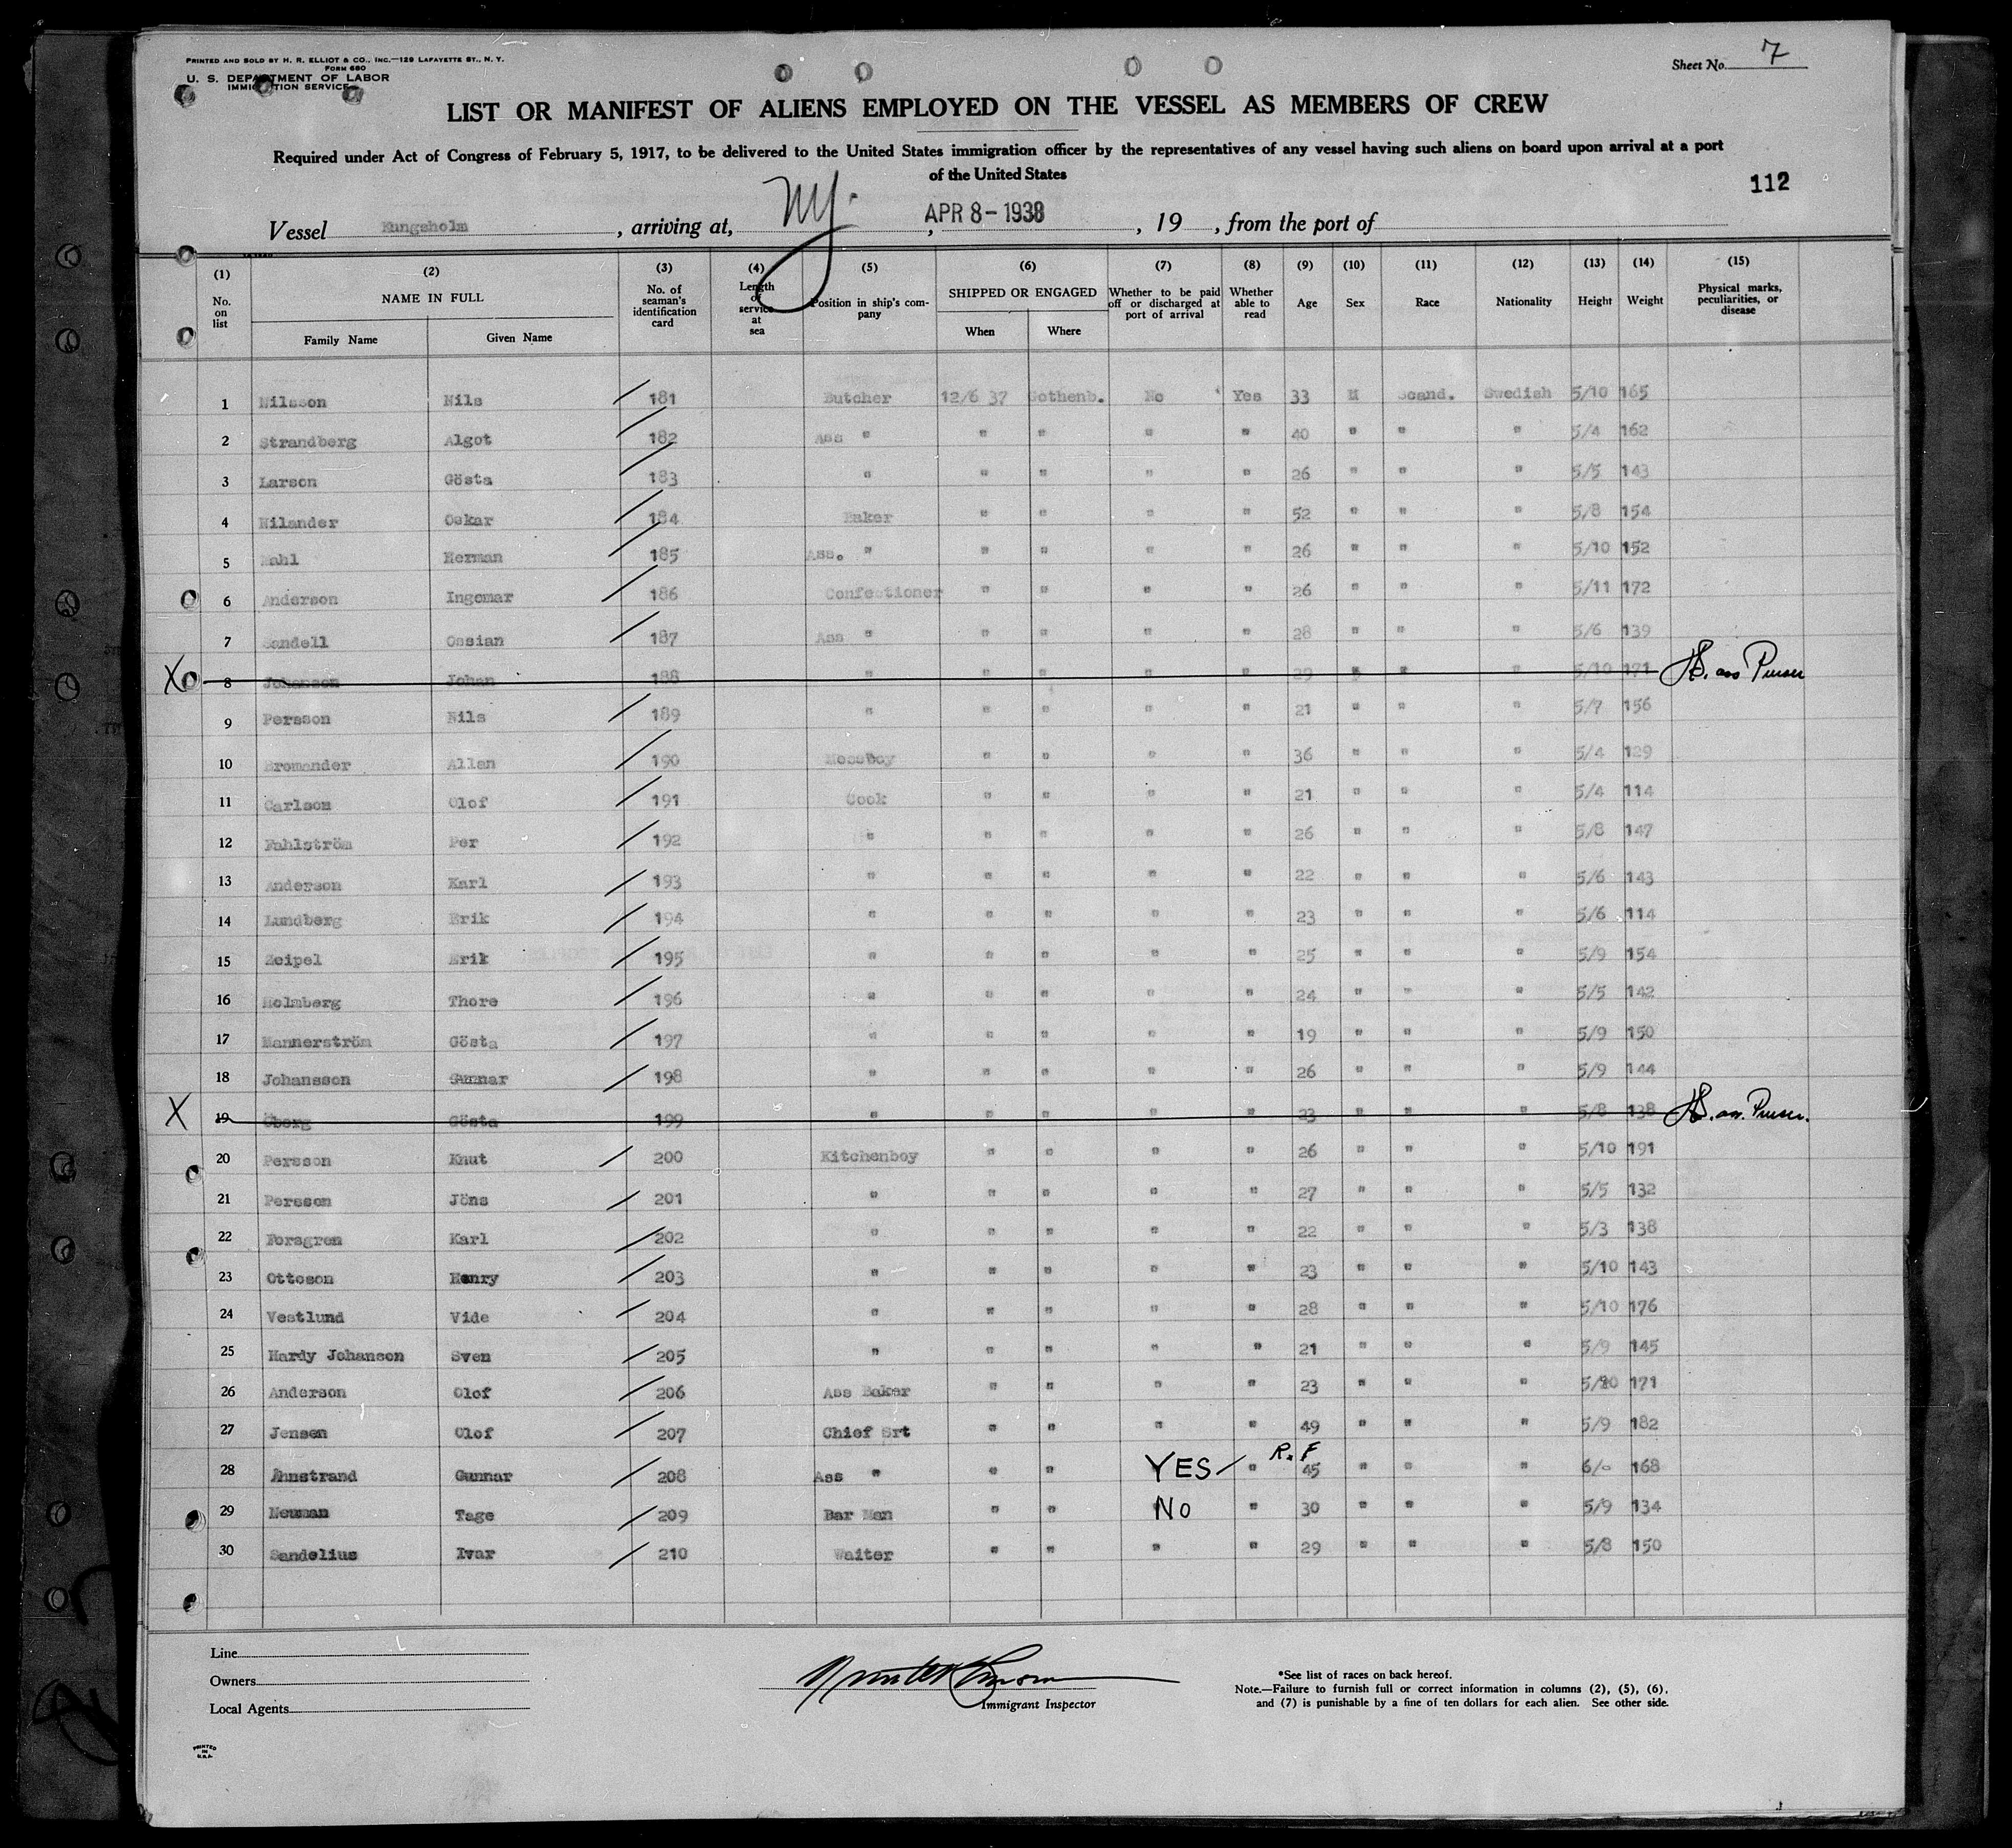 PRINTED AND SOLD BY H. R. ELLIOT & CO., INC.—129 LAFAYETTE ST., N. Y.
FORM 680
U. S. DEPARTMENT OF LABOR
IMMIGRATION SERVICE
Sheet No. 7
LIST OR MANIFEST OF ALIENS EMPLOYED ON THE VESSEL AS MEMBERS OF CREW
Required under Act of Congress of February 5, 1917, to be delivered to the United States immigration officer by the representatives of any vessel having such aliens on board upon arrival at a port
of the United States
112
Vessel Kungsholm, arriving at, NY. , APR 8-1938 , 19 , from the port of
(1) No. on list (2) NAME IN FULL Family Name Given Name (3) No. of seaman's identification card (4) Length of service at sea (5) Position in ship's company (6) SHIPPED OR ENGAGED When Where (7) Whether to be paid off or discharged at port of arrival (8) Whether able to read (9) Age (10) Sex (11) Race (12) Nationality (13) Height (14) Weight (15) Physical marks, peculiarities, or disease
1 Nilsson Nils 181 Butcher 12/6 37 Gothenb. No Yes 33 M Scand. Swedish 5/10 165
2 Strandberg Algot 182 Ass " " " " " 40 " " " 5/4 162
3 Larson Gösta 183 " " " " " 26 " " " 5/5 143
4 Nilander Oskar 184 Baker " " " " 52 " " " 5/8 154
5 Dahl Herman 185 Ass. " " " " " 26 " " " 5/10 152
6 Anderson Ingemar 186 Confectioner " " " " 26 " " " 5/11 172
7 Sandell Ossian 187 Ass " " " " " 28 " " " 5/6 139
X 8 Johanson Johan 188 " " " " " 29 " " " 5/10 171 ass Purser
9 Persson Nils 189 " " " " " 21 " " " 5/7 156
10 Bromander Allan 190 Messboy " " " " 36 " " " 5/4 129
11 Carlson Olof 191 Cook " " " " 21 " " " 5/4 114
12 Fahlström Per 192 " " " " " 26 " " " 5/8 147
13 Anderson Karl 193 " " " " " 22 " " " 5/6 143
14 Lundberg Erik 194 " " " " " 23 " " " 5/6 114
15 Zeipel Erik 195 " " " " " 25 " " " 5/9 154
16 Holmberg Thore 196 " " " " " 24 " " " 5/5 142
17 Mannerström Gösta 197 " " " " " 19 " " " 5/9 150
18 Johansson Gunnar 198 " " " " " 26 " " " 5/9 144
X 19 Öberg Gösta 199 " " " " " 23 " " " 5/8 138 ass. Purser.
20 Persson Knut 200 Kitchenboy " " " " 26 " " " 5/10 191
21 Persson Jöns 201 " " " " " 27 " " " 5/5 132
22 Forsgren Karl 202 " " " " " 22 " " " 5/3 138
23 Ottoson Henry 203 " " " " " 23 " " " 5/10 143
24 Vestlund Vide 204 " " " " " 28 " " " 5/10 176
25 Hardy Johanson Sven 205 " " " " " 21 " " " 5/9 145
26 Anderson Olof 206 Ass Baker " " " " 23 " " " 5/10 171
27 Jensen Olof 207 Chief Srt " " " " 49 " " " 5/9 182
28 Åhnstrand Gunnar 208 Ass " " " YES " R.F 45 " " " 6/0 168
29 Neuman Tage 209 Bar Man " " NO " 30 " " " 5/9 134
30 Sandelius Ivar 210 Waiter " " " " 29 " " " 5/8 150
Line
Owners
Local Agents
Immigrant Inspector
*See list of races on back hereof.
Note.—Failure to furnish full or correct information in columns (2), (5), (6),
and (7) is punishable by a fine of ten dollars for each alien. See other side.
PRINTED
IN
U.S.A.